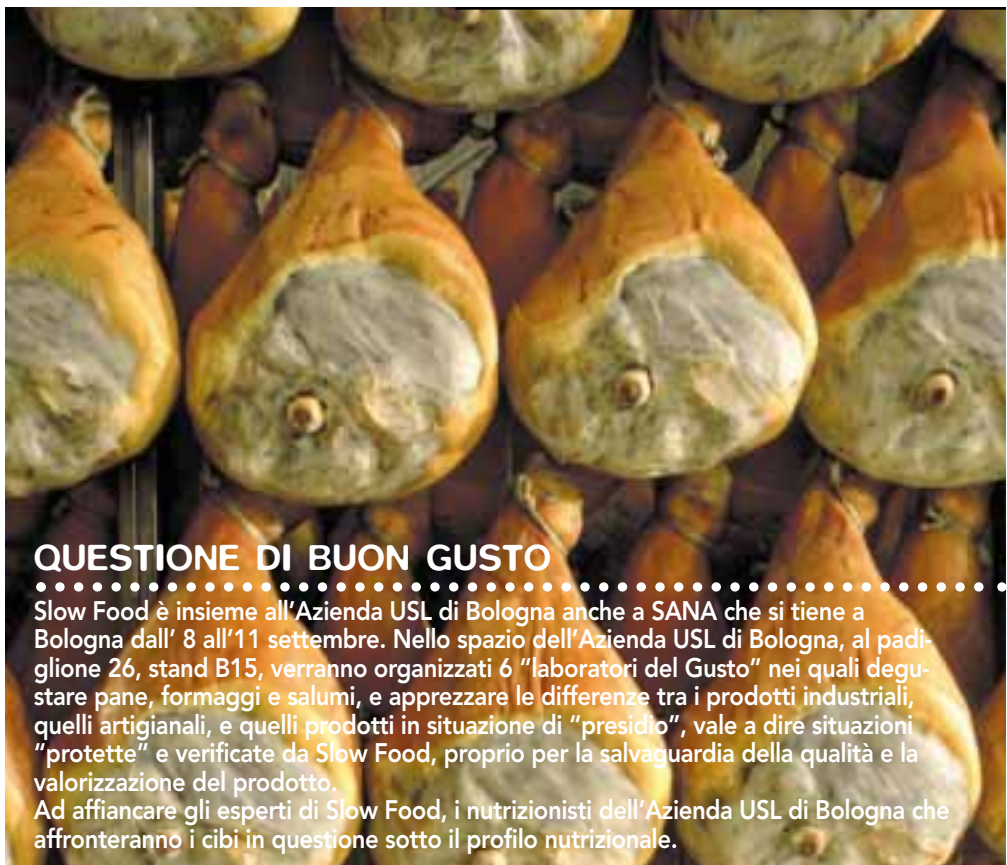 QUESTIONE DI BUON GUSTO
Slow Food è insieme all'Azienda USL di Bologna anche a SANA che si tiene a
Bologna dall' 8 all'11 settembre. Nello spazio dell'Azienda USL di Bologna, al padi-
glione 26, stand B15, verranno organizzati 6 "laboratori del Gusto" nei quali degu-
stare pane, formaggi e salumi, e apprezzare le differenze tra i prodotti industriali,
quelli artigianali, e quelli prodotti in situazione di "presidio", vale a dire situazioni
"protette" e verificate da Slow Food, proprio per la salvaguardia della qualità e la
valorizzazione del prodotto.
Ad affiancare gli esperti di Slow Food, i nutrizionisti dell'Azienda USL di Bologna che
affronteranno i cibi in questione sotto il profilo nutrizionale.